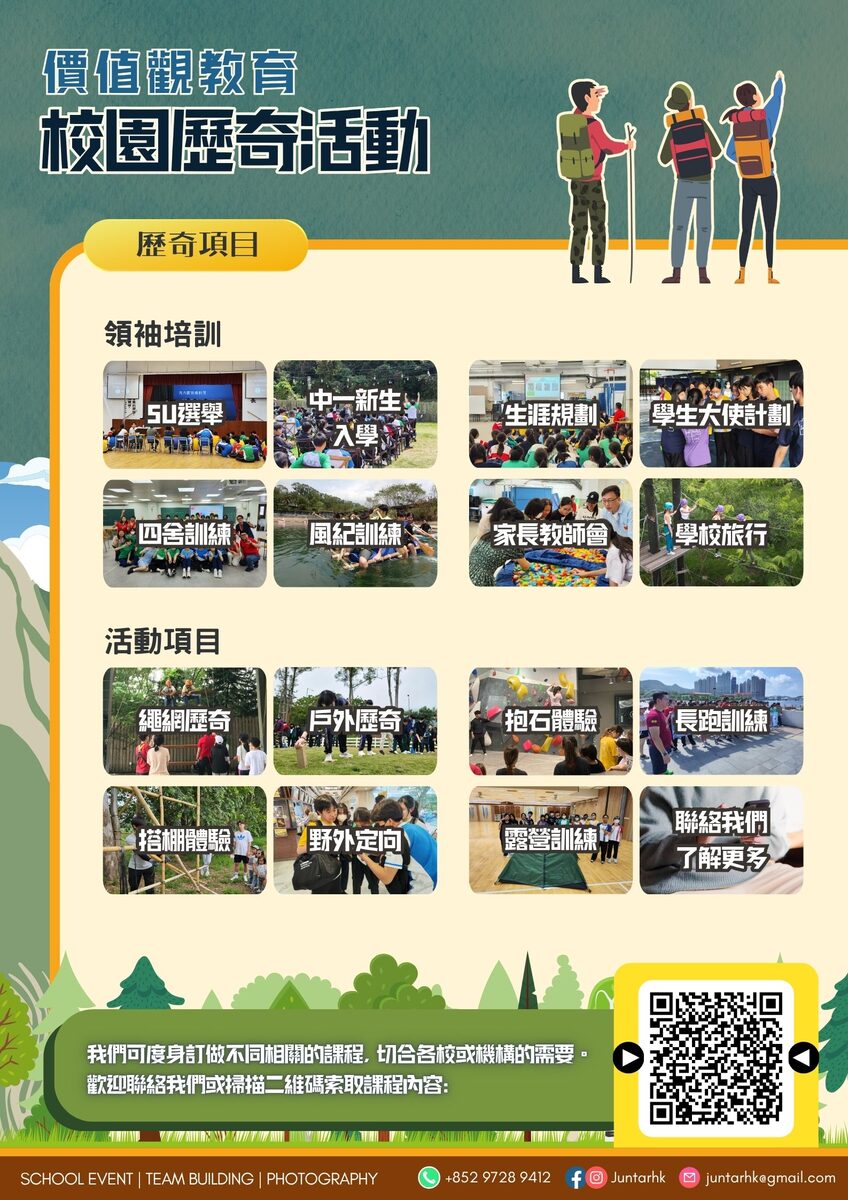 價值觀教育
校園歷奇活動
歷奇項目
領袖培訓
SU選舉
中一新生
入學
生涯規劃
學生大使計劃
四舍訓練
風紀訓練
家長教師會
學校旅行
活動項目
繩網歷奇
戶外歷奇
抱石體驗
長跑訓練
搭棚體驗
野外定向
露營訓練
聯絡我們
了解更多
我們可度身訂做不同相關的課程, 切合各校或機構的需要。
歡迎聯絡我們或掃描二維碼索取課程內容:
SCHOOL EVENT | TEAM BUILDING | PHOTOGRAPHY
+852 9728 9412
Juntarhk
juntarhk@gmail.com